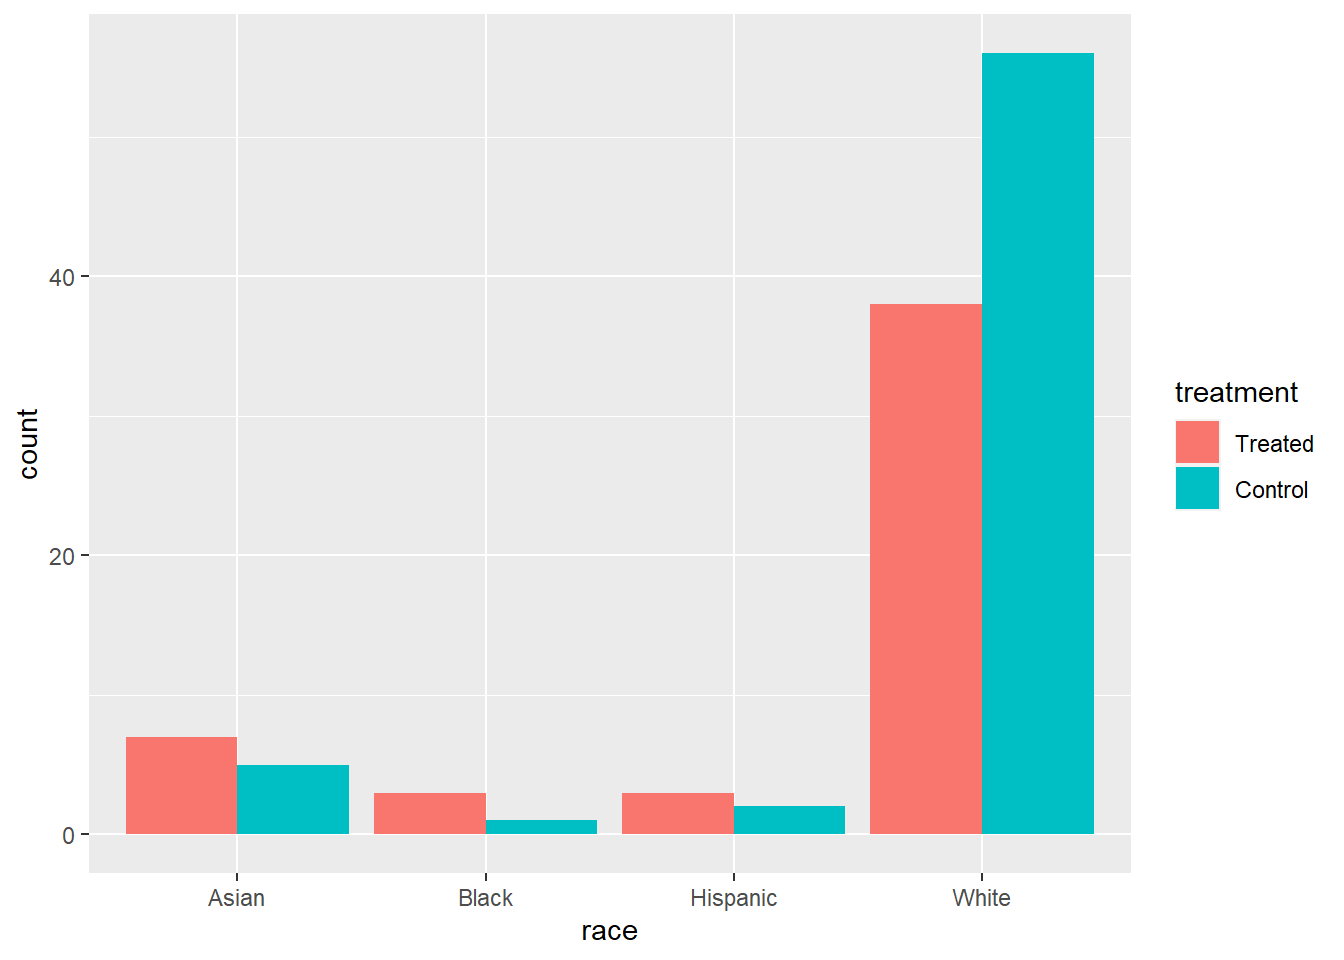 count
40
20
0
Asian
Black
Hispanic
White
race
treatment
Treated
Control